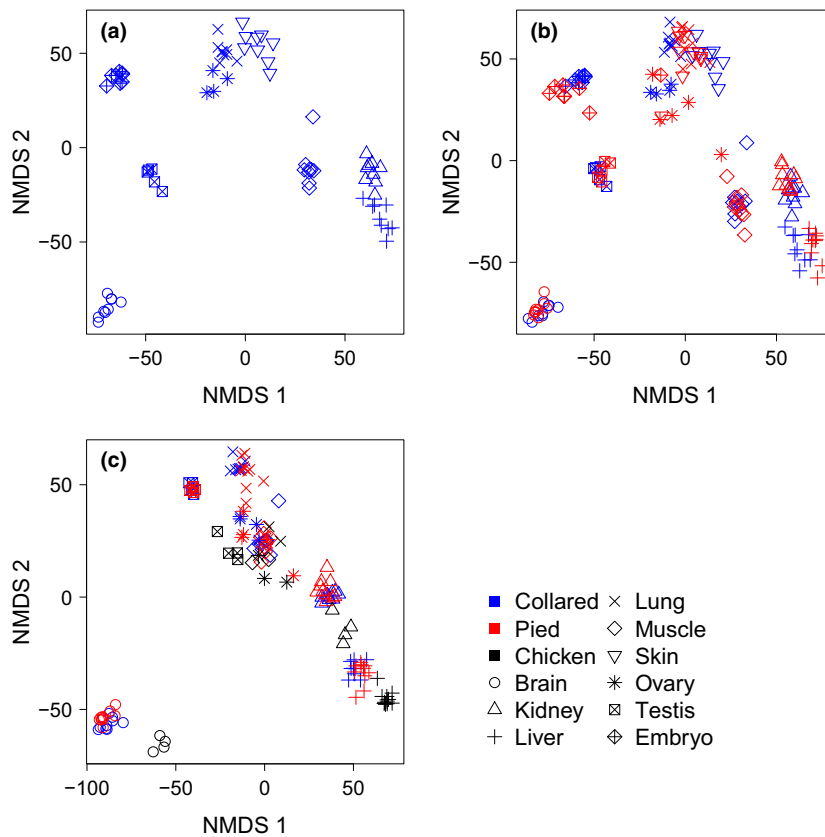 (a)
50
0
−50
NMDS 2
−50
0
50
NMDS 1
(b)
50
0
−50
NMDS 2
−50
0
50
NMDS 1
(c)
50
0
−50
NMDS 2
−100
−50
0
50
NMDS 1
Collared
Pied
Chicken
Brain
Kidney
Liver
Lung
Muscle
Skin
Ovary
Testis
Embryo